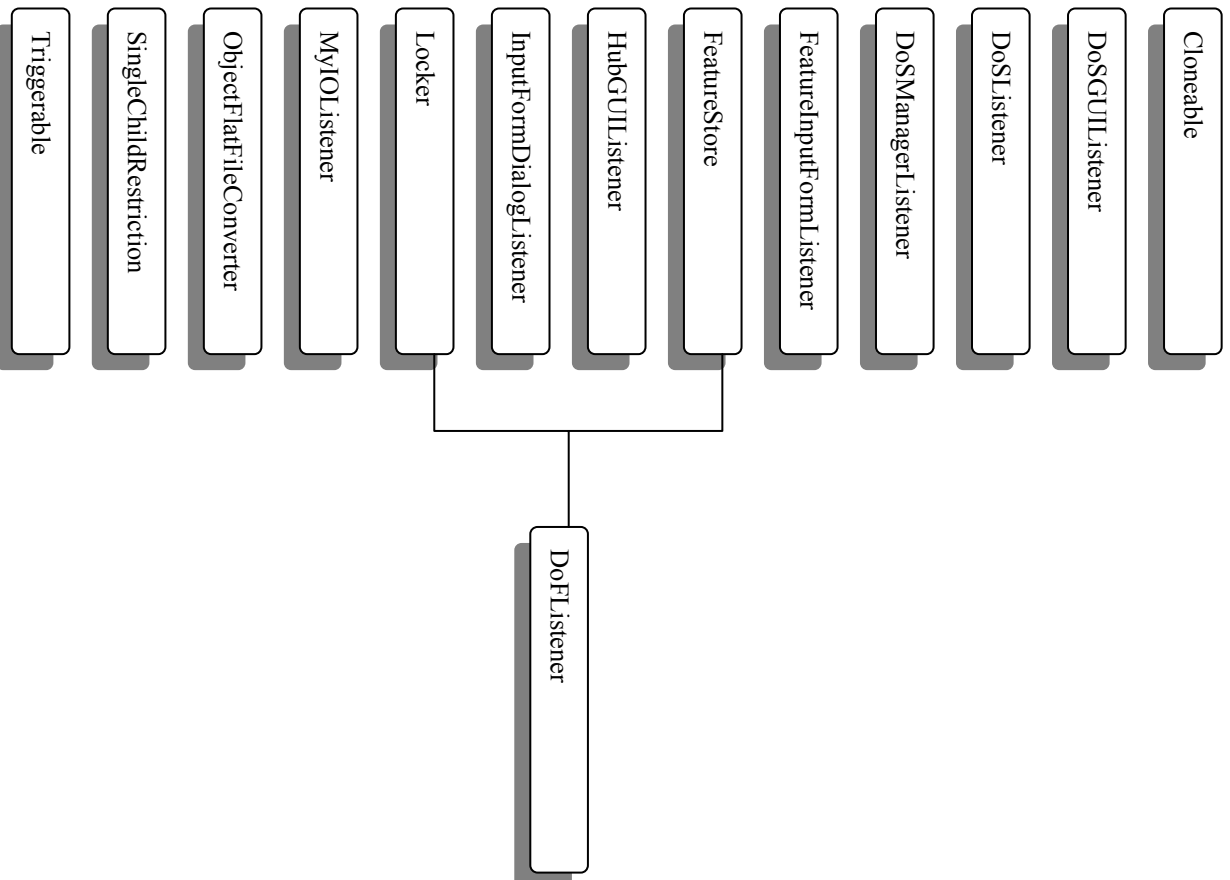 Cloneable
DoSGUIListener
DoSListener
DoSManagerListener
FeatureInputFormListener
FeatureStore
HubGUIListener
InputFormDialogListener
Locker
MyIOListener
ObjectFlatFileConverter
SingleChildRestriction
Triggerable
DoFListener